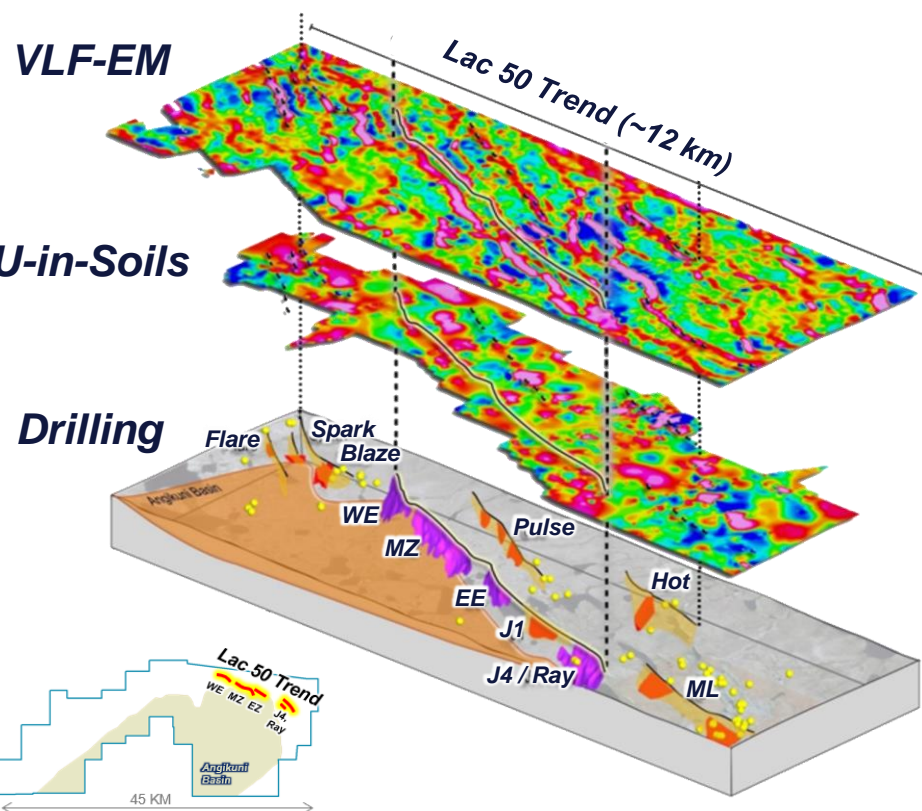 VLF-EM
Lac 50 Trend (~12 km)
U-in-Soils
Drilling
Flare
Spark
Blaze
Angikuni Basin
WE
MZ
Pulse
EE
Hot
J1
J4 / Ray
ML
Lac 50 Trend
WE
MZ
EZ
J4,
Ray
Angikuni
Basin
45 KM